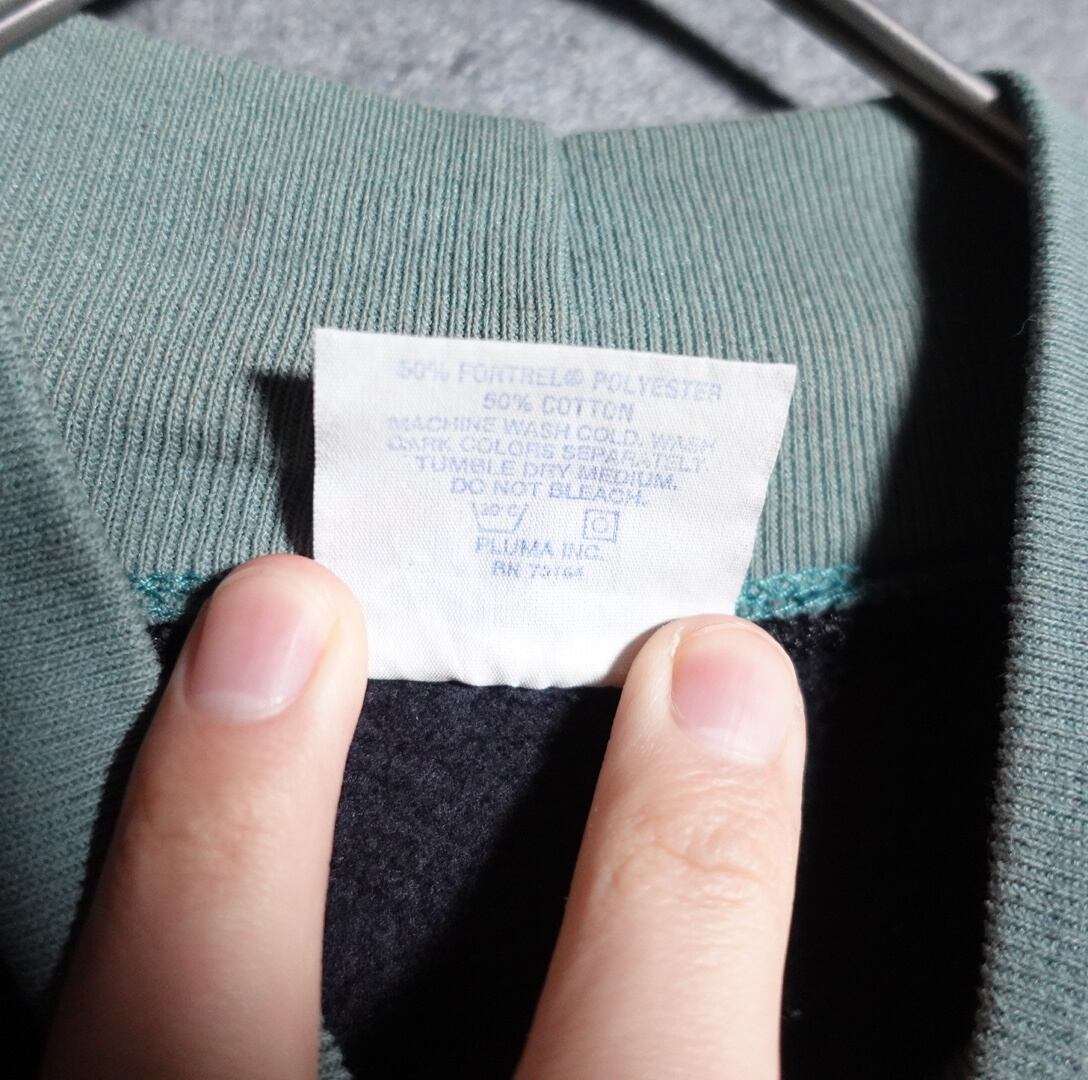 50% FORTREL® POLYESTER
50% COTTON
MACHINE WASH COLD. WASH
DARK COLORS SEPARATELY.
TUMBLE DRY MEDIUM.
DO NOT BLEACH.
30°C
PLUMA INC.
RN 73164